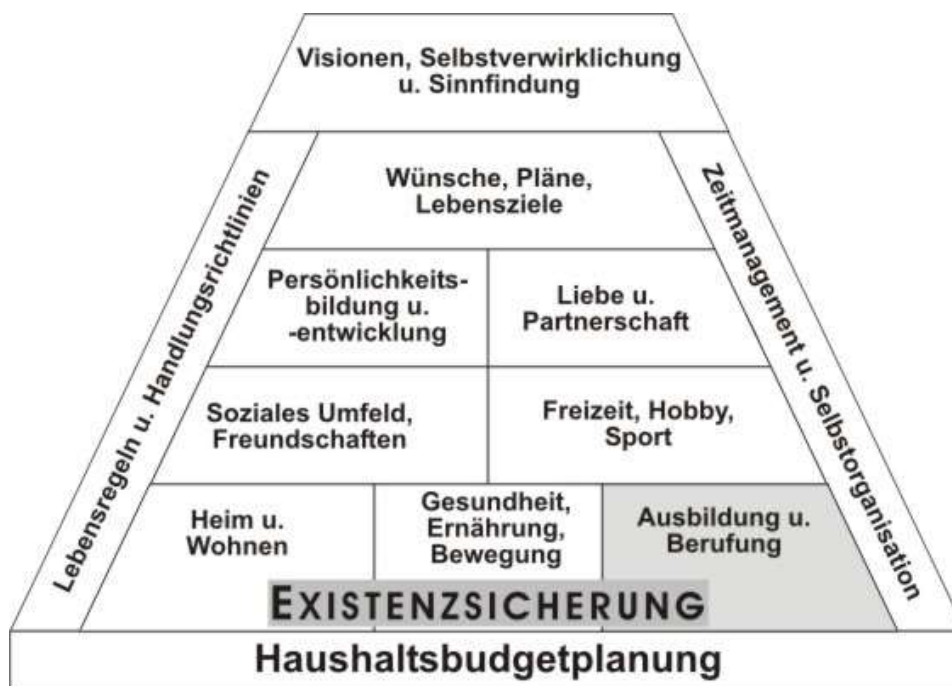 Visionen, Selbstverwirklichung
u. Sinnfindung
Lebensregeln u. Handlungsrichtlinien
Wünsche, Pläne,
Lebensziele
Zeitmanagement u. Selbstorganisation
Persönlichkeits-
bildung u.
-entwicklung
Liebe u.
Partnerschaft
Soziales Umfeld,
Freundschaften
Freizeit, Hobby,
Sport
Heim u.
Wohnen
Gesundheit,
Ernährung,
Bewegung
Ausbildung u.
Berufung
EXISTENZSICHERUNG
Haushaltsbudgetplanung